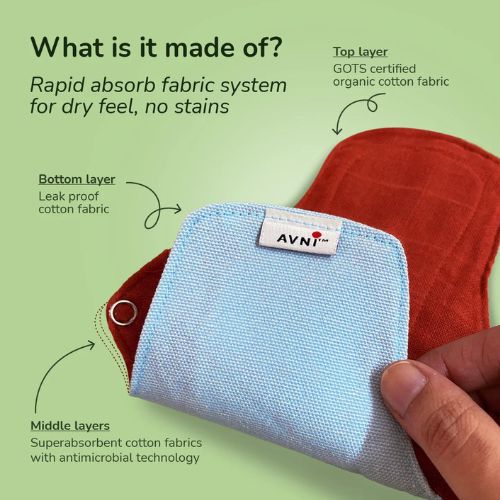 What is it made of?
Rapid absorb fabric system
for dry feel, no stains
Top layer
GOTS certified
organic cotton fabric
Bottom layer
Leak proof
cotton fabric
AVNI™
Middle layers
Superabsorbent cotton fabrics
with antimicrobial technology